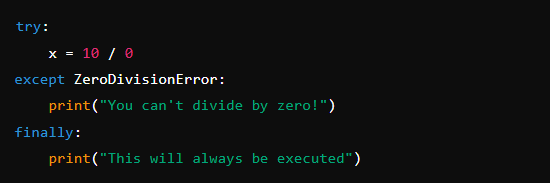 try:
    x = 10 / 0
except ZeroDivisionError:
    print("You can't divide by zero!")
finally:
    print("This will always be executed")